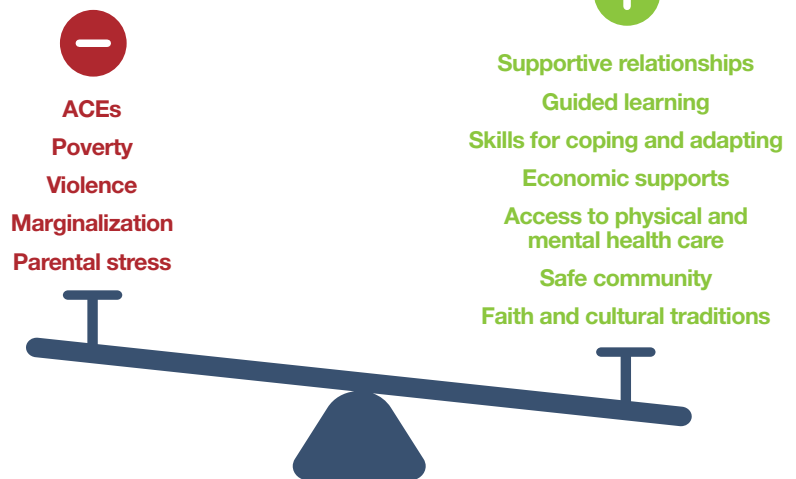 ACEs
Poverty
Violence
Marginalization
Parental stress
Supportive relationships
Guided learning
Skills for coping and adapting
Economic supports
Access to physical and
mental health care
Safe community
Faith and cultural traditions